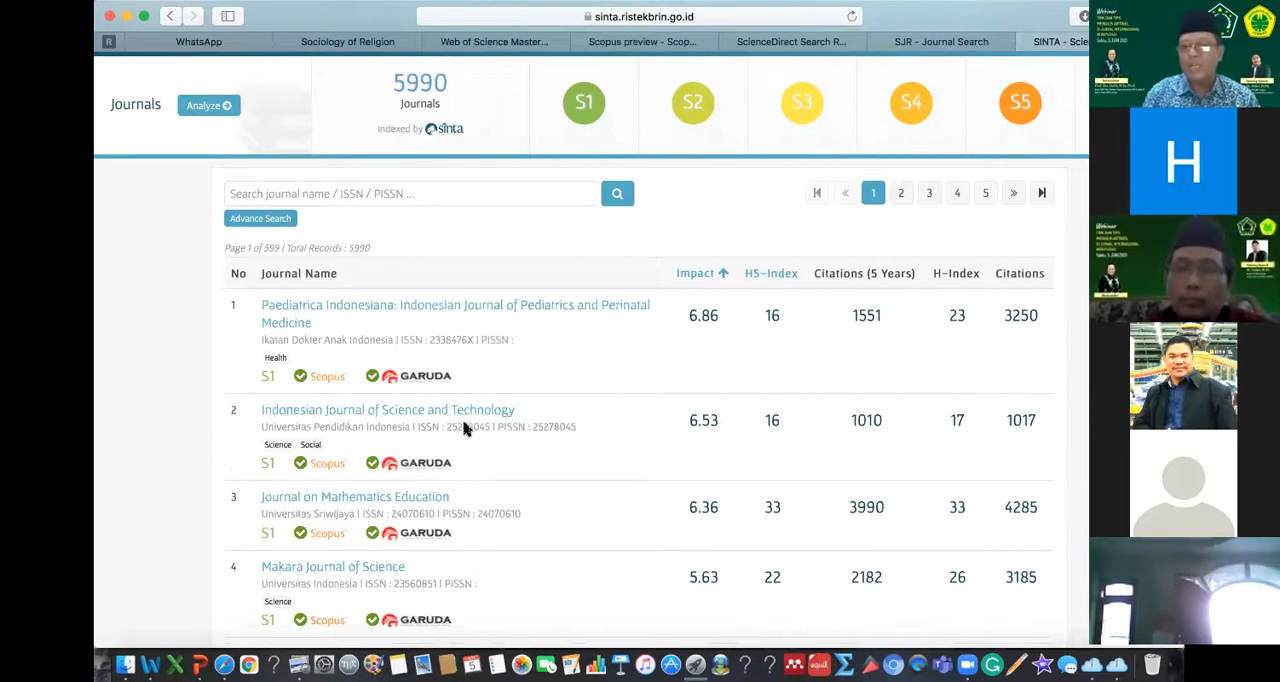 sinta.ristekbrin.go.id
R
WhatsApp
Sociology of Religion
Web of Science Master...
Scopus preview – Scop...
ScienceDirect Search R...
SJR – Journal Search
SINTA – Scie
Journals
Analyze
5990
Journals
Indexed by sinta
S1
S2
S3
S4
S5
Search journal name / ISSN / PISSN ...
1
2
3
4
5
Advance Search
Page 1 of 599 | Total Records : 5990
No Journal Name Impact H5-Index Citations (5 Years) H-Index Citations
1 Paediatrica Indonesiana: Indonesian Journal of Pediatrics and Perinatal 6.86 16 1551 23 3250
Medicine
Ikatan Dokter Anak Indonesia | ISSN : 2338476X | PISSN :
Health
S1 Scopus GARUDA
2 Indonesian Journal of Science and Technology 6.53 16 1010 17 1017
Universitas Pendidikan Indonesia | ISSN : PISSN : 25278045
Science Social
S1 Scopus GARUDA
3 Journal on Mathematics Education 6.36 33 3990 33 4285
Universitas Sriwijaya | ISSN : 24070610 | PISSN : 24070610
S1 Scopus GARUDA
4 Makara Journal of Science 5.63 22 2182 26 3185
Universitas Indonesia | ISSN : 23560851 | PISSN :
Science
S1 Scopus GARUDA
H
Webinar
Webinar